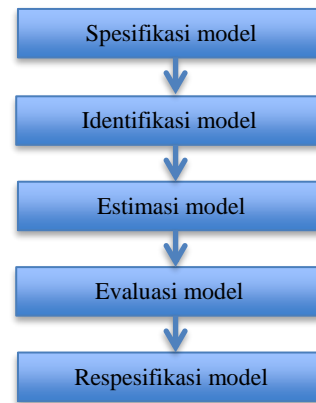 Spesifikasi model
Identifikasi model
Estimasi model
Evaluasi model
Respesifikasi model